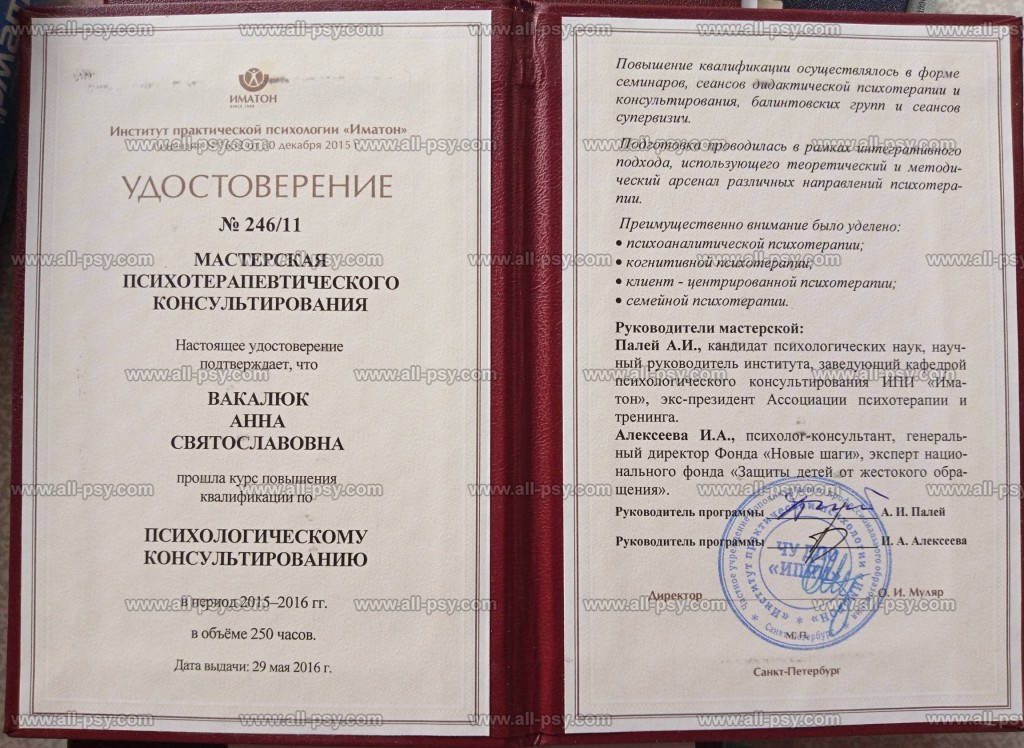 ИМАТОН
Институт практической психологии «Иматон»
30 декабря 2015 г.
УДОСТОВЕРЕНИЕ
№ 246/11
МАСТЕРСКАЯ
ПСИХОТЕРАПЕВТИЧЕСКОГО
КОНСУЛЬТИРОВАНИЯ
Настоящее удостоверение
подтверждает, что
ВАКАЛЮК
АННА
СВЯТОСЛАВОВНА
прошла курс повышения
квалификации по
ПСИХОЛОГИЧЕСКОМУ
КОНСУЛЬТИРОВАНИЮ
в период 2015–2016 гг.
в объёме 250 часов.
Дата выдачи: 29 мая 2016 г.
Повышение квалификации осуществлялось в форме
семинаров, сеансов дидактической психотерапии и
консультирования, балинтовских групп и сеансов
супервизии.
Подготовка проводилась в рамках интегративного
подхода, использующего теоретический и методи-
ческий арсенал различных направлений психотера-
пии.
Преимущественно внимание было уделено:
• психоаналитической психотерапии;
• когнитивной психотерапии;
• клиент - центрированной психотерапии;
• семейной психотерапии.
Руководители мастерской:
Палей А.И., кандидат психологических наук, науч-
ный руководитель института, заведующий кафедрой
психологического консультирования ИПП «Има-
тон», экс-президент Ассоциации психотерапии и
тренинга.
Алексеева И.А., психолог-консультант, генераль-
ный директор Фонда «Новые шаги», эксперт нацио-
нального фонда «Защиты детей от жестокого обра-
щения».
Руководитель программы А. И. Палей
Руководитель программы И. А. Алексеева
Директор О. И. Муляр
М.П.
Санкт-Петербург
www.all-psy.com